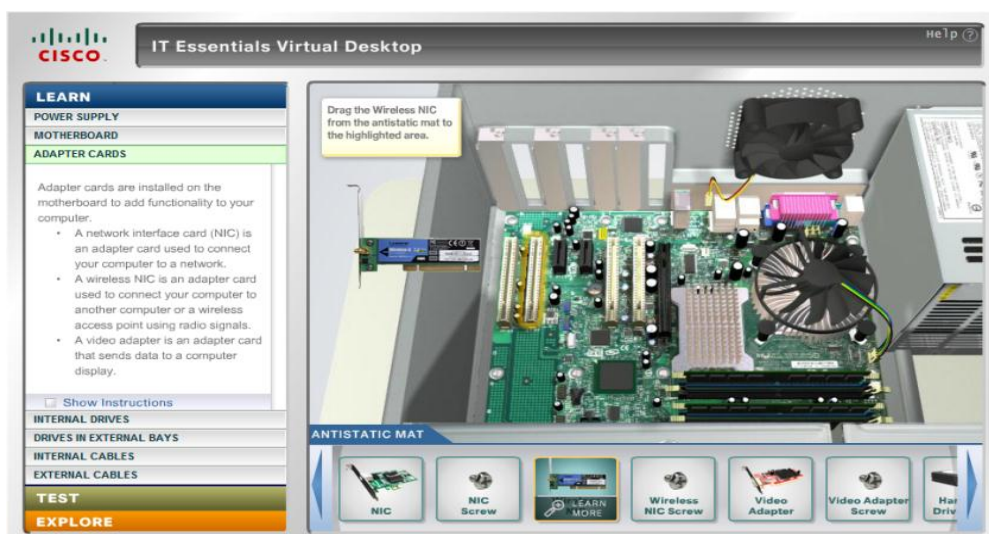 CISCO
IT Essentials Virtual Desktop
Help ?
LEARN
POWER SUPPLY
MOTHERBOARD
ADAPTER CARDS
Adapter cards are installed on the
motherboard to add functionality to your
computer.
• A network interface card (NIC) is
an adapter card used to connect
your computer to a network.
• A wireless NIC is an adapter card
used to connect your computer to
another computer or a wireless
access point using radio signals.
• A video adapter is an adapter card
that sends data to a computer
display.
Show Instructions
INTERNAL DRIVES
DRIVES IN EXTERNAL BAYS
INTERNAL CABLES
EXTERNAL CABLES
TEST
EXPLORE
Drag the Wireless NIC
from the antistatic mat to
the highlighted area.
ANTISTATIC MAT
NIC
NIC
Screw
LEARN
MORE
Wireless
NIC Screw
Video
Adapter
Video Adapter
Screw
Har
Driv